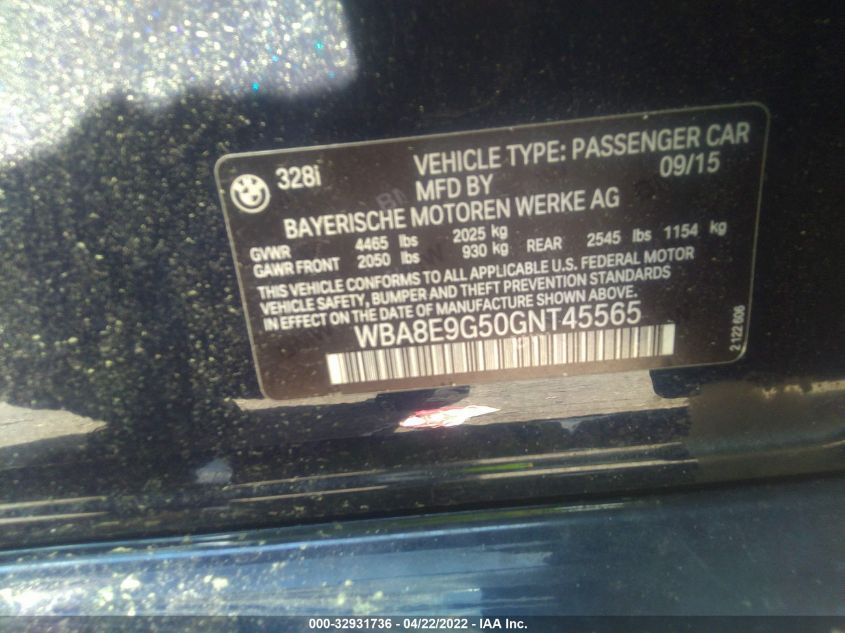 BMW
328i
VEHICLE TYPE: PASSENGER CAR
MFD BY 09/15
BAYERISCHE MOTOREN WERKE AG
GVWR 4465 lbs 2025 kg
GAWR FRONT 2050 lbs 930 kg REAR 2545 lbs 1154 kg
THIS VEHICLE CONFORMS TO ALL APPLICABLE U.S. FEDERAL MOTOR
VEHICLE SAFETY, BUMPER AND THEFT PREVENTION STANDARDS
IN EFFECT ON THE DATE OF MANUFACTURE SHOWN ABOVE.
WBA8E9G50GNT45565
2 122 606
000-32931736 - 04/22/2022 - IAA Inc.